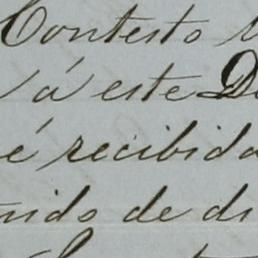 Contesto
á este
é recibida
nido de di